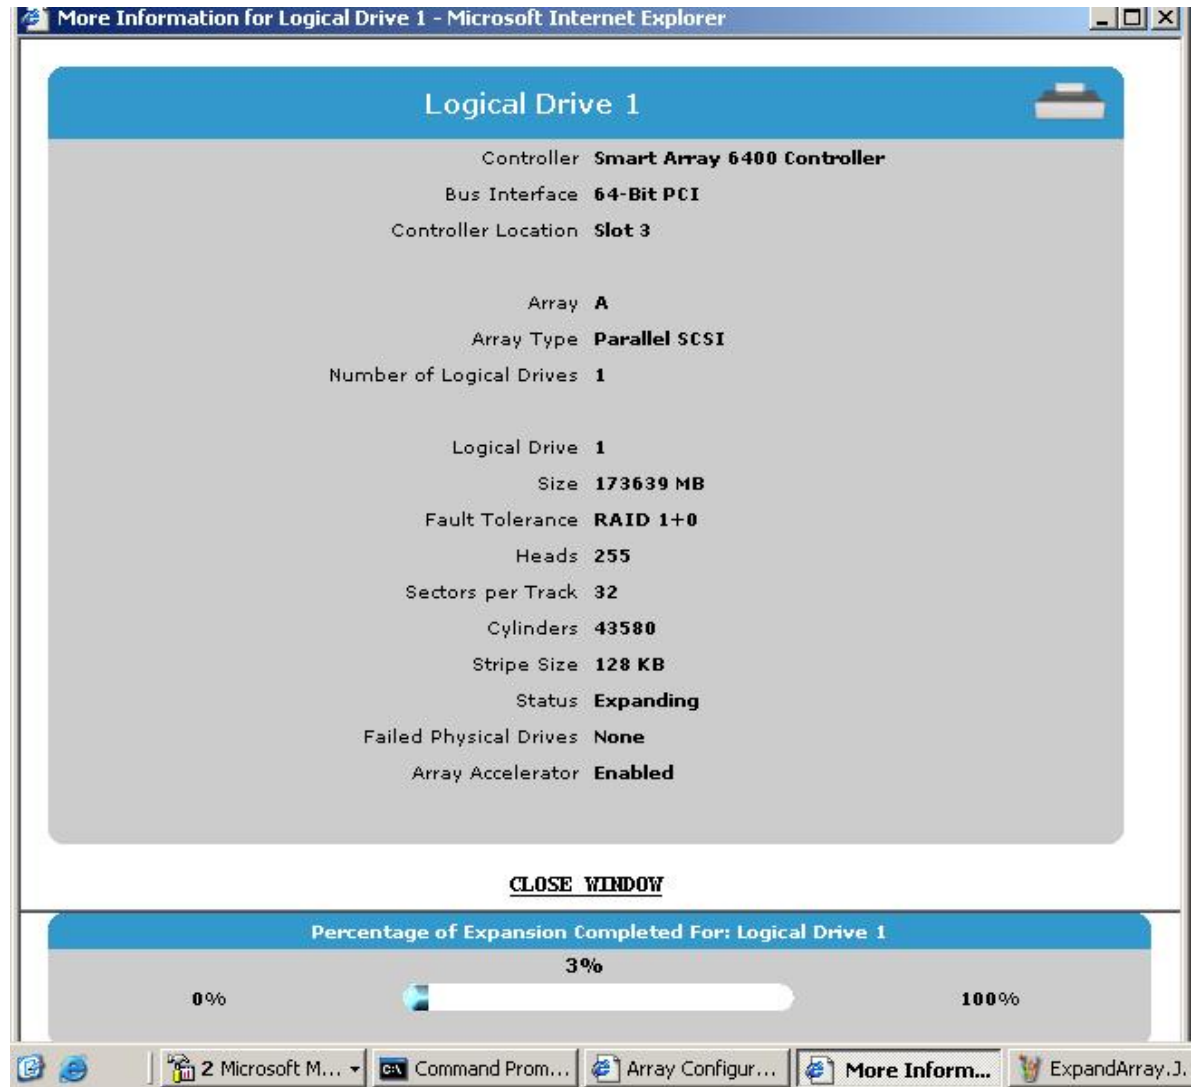 More Information for Logical Drive 1 - Microsoft Internet Explorer
Logical Drive 1
Controller Smart Array 6400 Controller
Bus Interface 64-Bit PCI
Controller Location Slot 3
Array A
Array Type Parallel SCSI
Number of Logical Drives 1
Logical Drive 1
Size 173639 MB
Fault Tolerance RAID 1+0
Heads 255
Sectors per Track 32
Cylinders 43580
Stripe Size 128 KB
Status Expanding
Failed Physical Drives None
Array Accelerator Enabled
CLOSE WINDOW
Percentage of Expansion Completed For: Logical Drive 1
3%
0% 100%
2 Microsoft M... Command Prom... Array Configur... More Inform... ExpandArray.J.